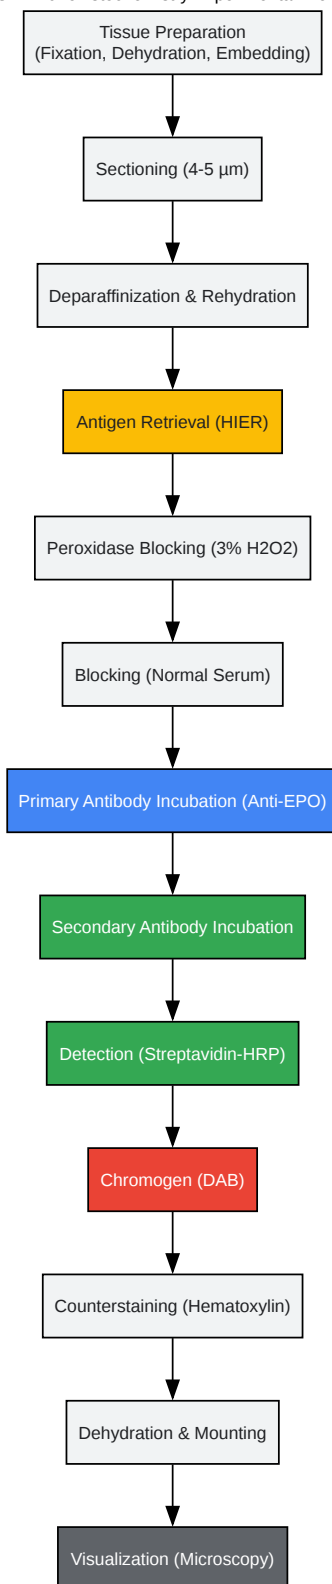 Tissue Preparation
(Fixation, Dehydration, Embedding)
Sectioning (4-5 µm)
Deparaffinization & Rehydration
Antigen Retrieval (HIER)
Peroxidase Blocking (3% H2O2)
Blocking (Normal Serum)
Primary Antibody Incubation (Anti-EPO)
Secondary Antibody Incubation
Detection (Streptavidin-HRP)
Chromogen (DAB)
Counterstaining (Hematoxylin)
Dehydration & Mounting
Visualization (Microscopy)